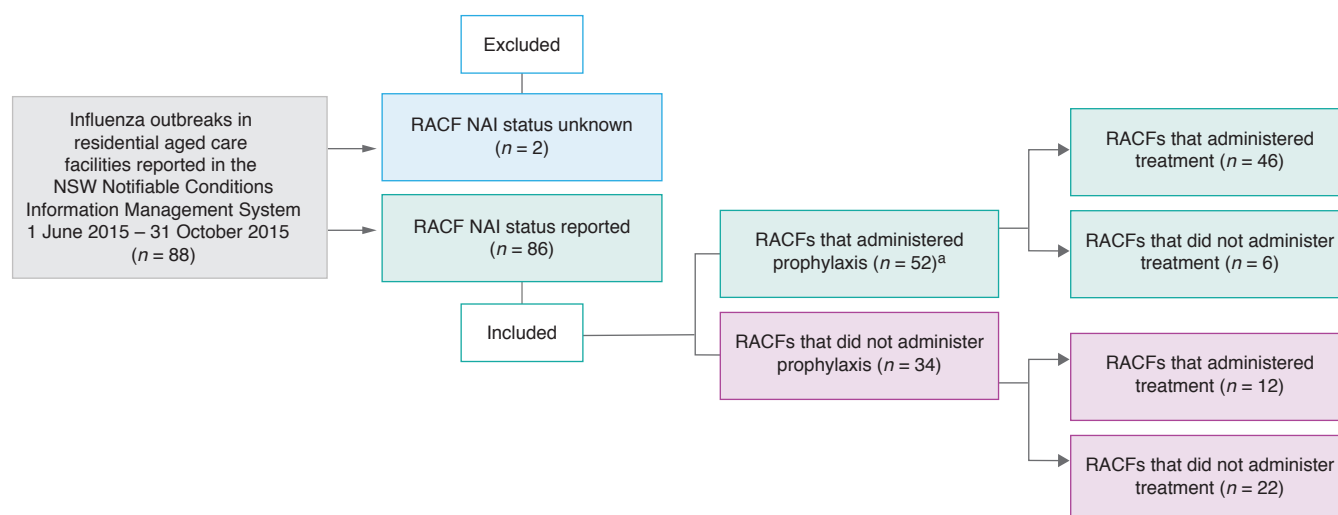 Excluded
Influenza outbreaks in
residential aged care
facilities reported in the
NSW Notifiable Conditions
Information Management System
1 June 2015 – 31 October 2015
(n = 88)
RACF NAI status unknown
(n = 2)
RACF NAI status reported
(n = 86)
Included
RACFs that administered
prophylaxis (n = 52)a
RACFs that did not administer
prophylaxis (n = 34)
RACFs that administered
treatment (n = 46)
RACFs that did not administer
treatment (n = 6)
RACFs that administered
treatment (n = 12)
RACFs that did not administer
treatment (n = 22)